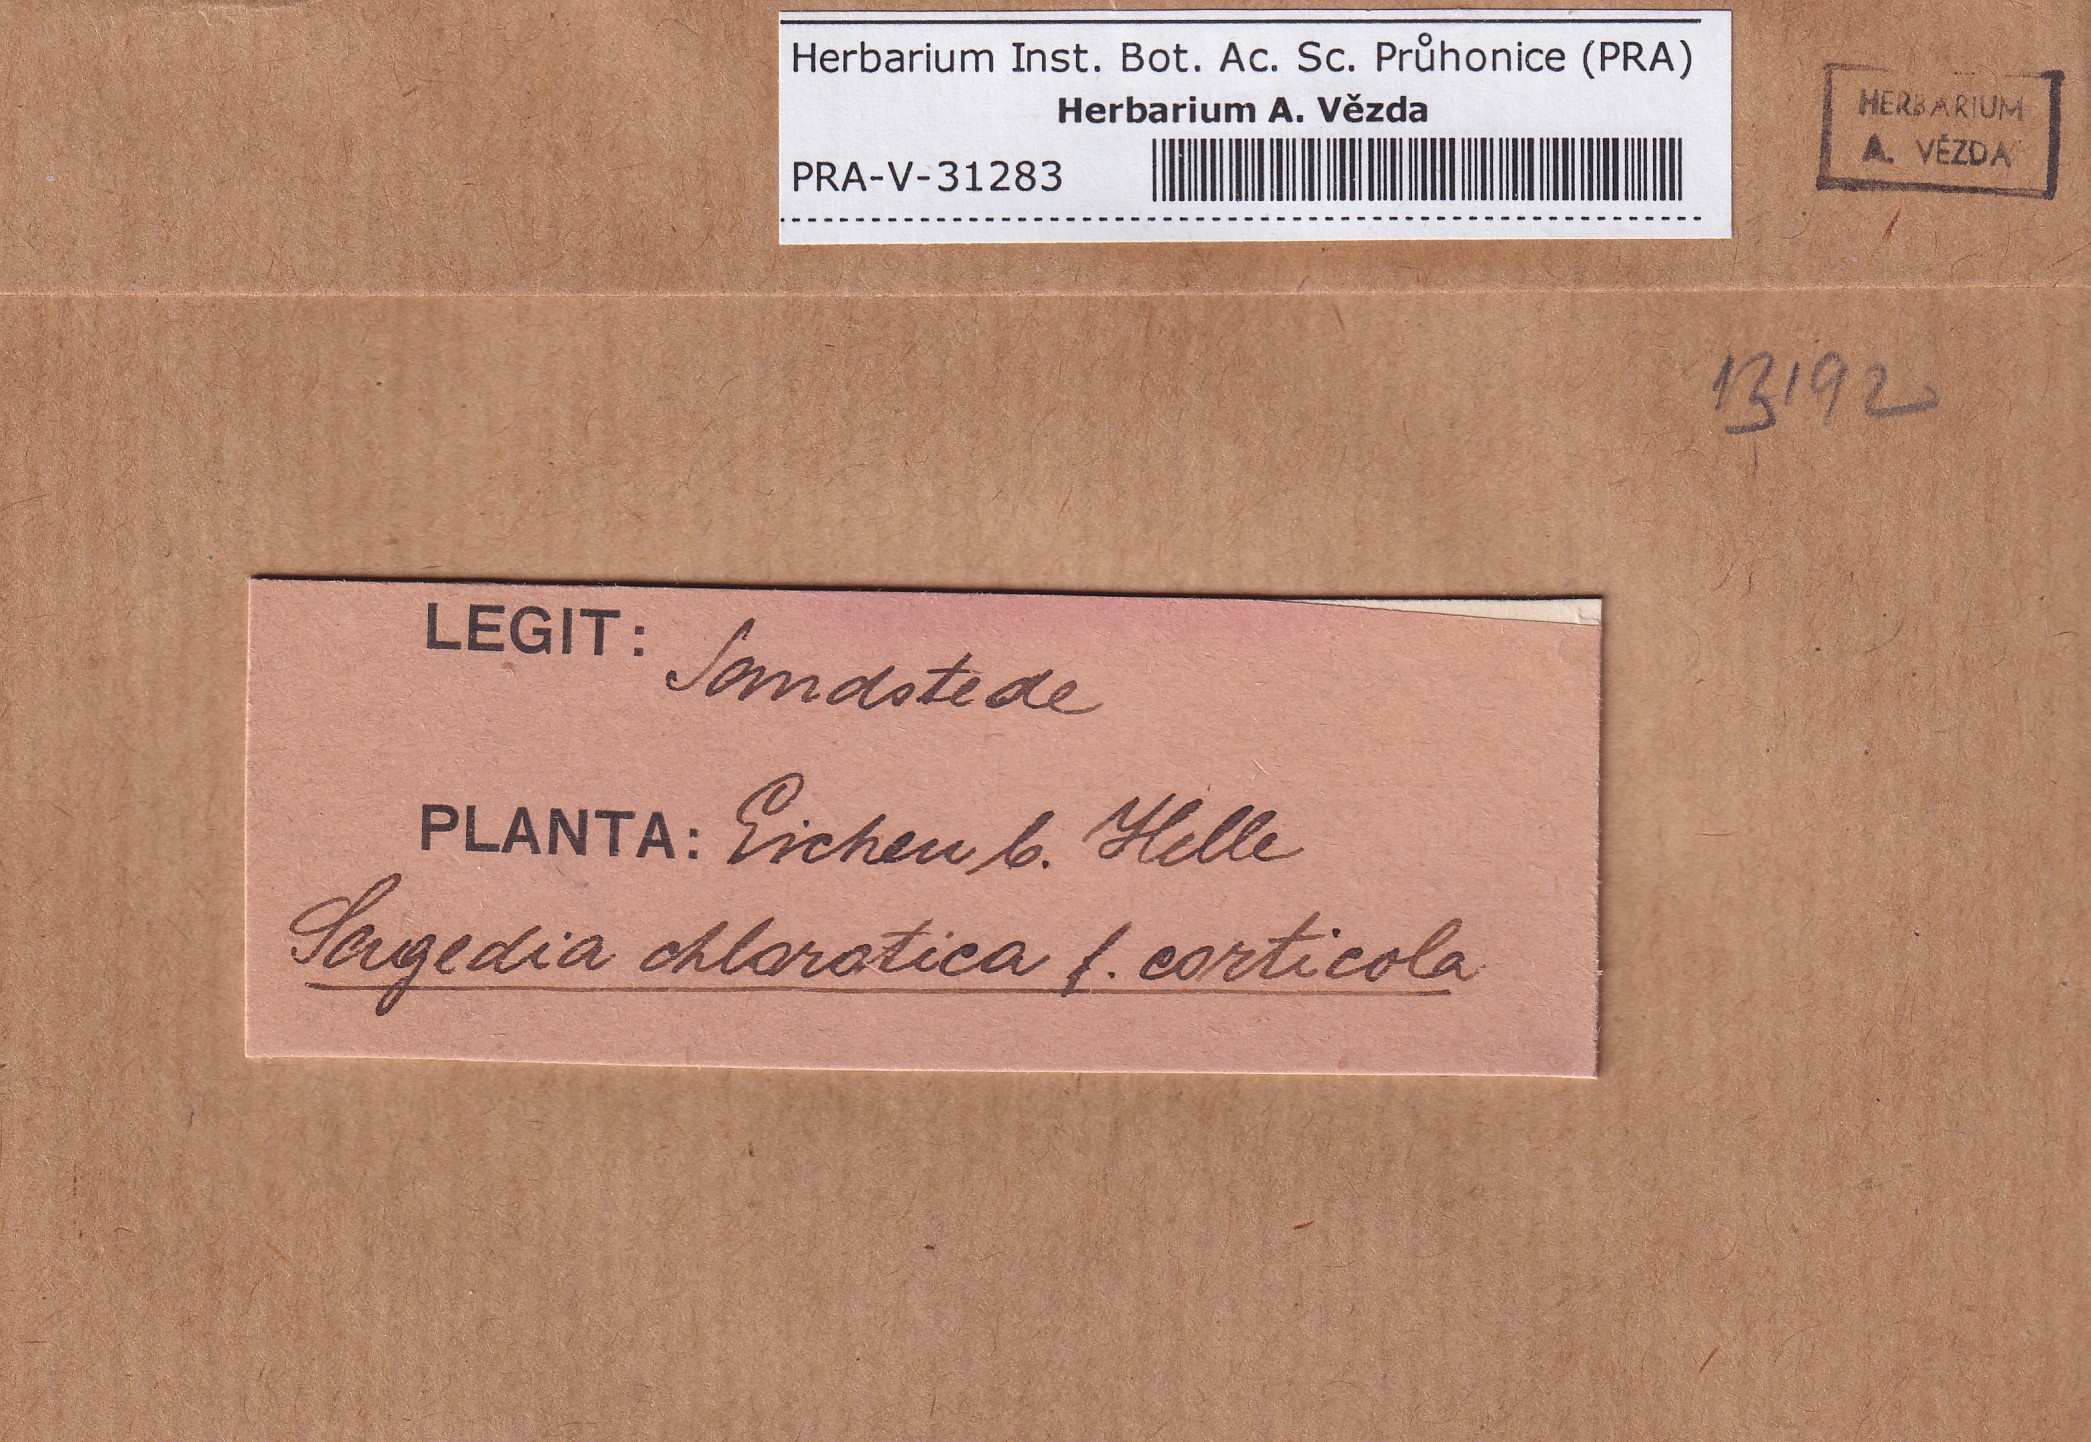 Herbarium Inst. Bot. Ac. Sc. Průhonice (PRA)
Herbarium A. Vězda
PRA-V-31283
HERBARIUM
A. VĚZDA
13192
LEGIT: Sandstede
PLANTA: Eichen b. Helle
Sagedia chlorotica f. corticola